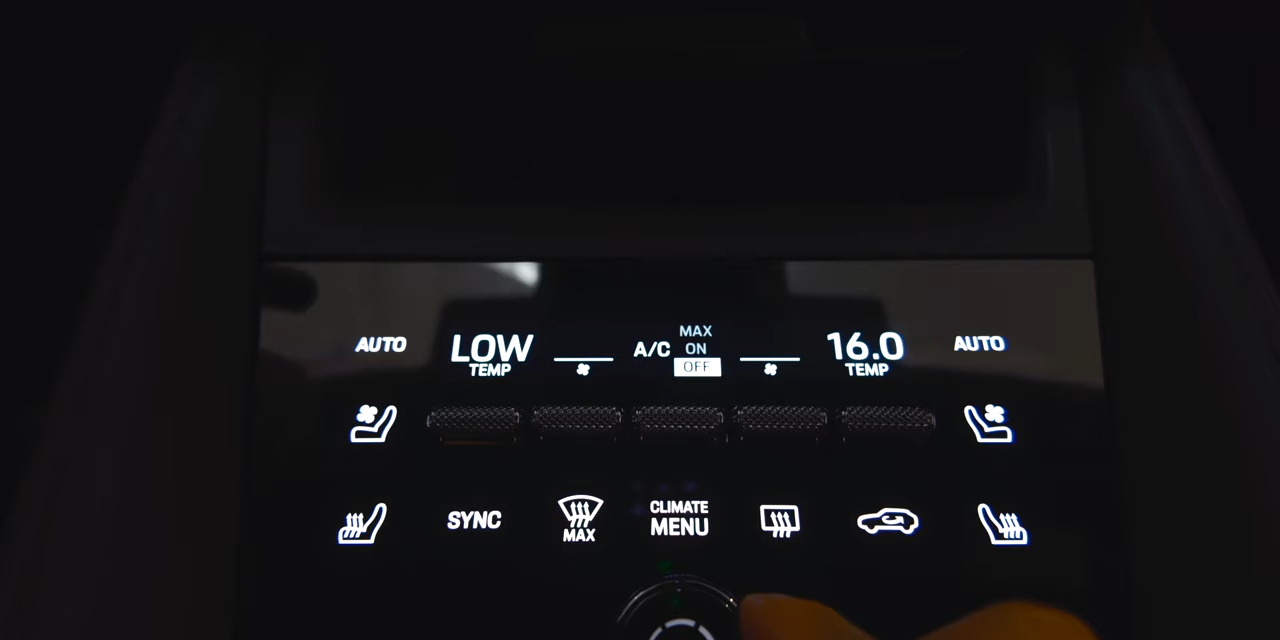 AUTO
LOW
TEMP
A/C
MAX
ON
OFF
16.0
TEMP
AUTO
SYNC
MAX
CLIMATE
MENU